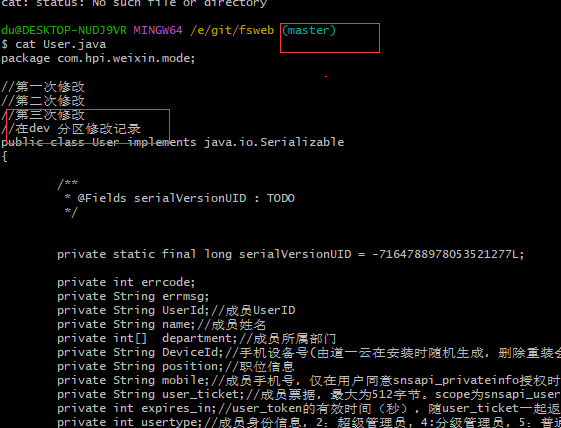 cat: status: No such file or directory
du@DESKTOP-NUDJ9VR MINGW64 /e/git/fsweb (master)
$ cat User.java
package com.hpi.weixin.mode;
//第一次修改
//第二次修改
//第三次修改
//在dev 分区修改记录
public class User implements java.io.Serializable
{
/**
* @Fields serialVersionUID : TODO
*/
private static final long serialVersionUID = -7164788978053521277L;
private int errcode;
private String errmsg;
private String UserId;//成员UserID
private String name;//成员姓名
private int[]  department;//成员所属部门
private String DeviceId;//手机设备号(由道一云在安装时随机生成, 删除重装会
private String position;//职位信息
private String mobile;//成员手机号, 仅在用户同意snsapi_privateinfo授权时
private String user_ticket;//成员票据, 最大为512字节。scope为snsapi_user
private int expires_in;//user_token的有效时间（秒）, 随user_ticket一起返
private int usertype;//成员身份信息, 2: 超级管理员, 4:分级管理员, 5: 普通